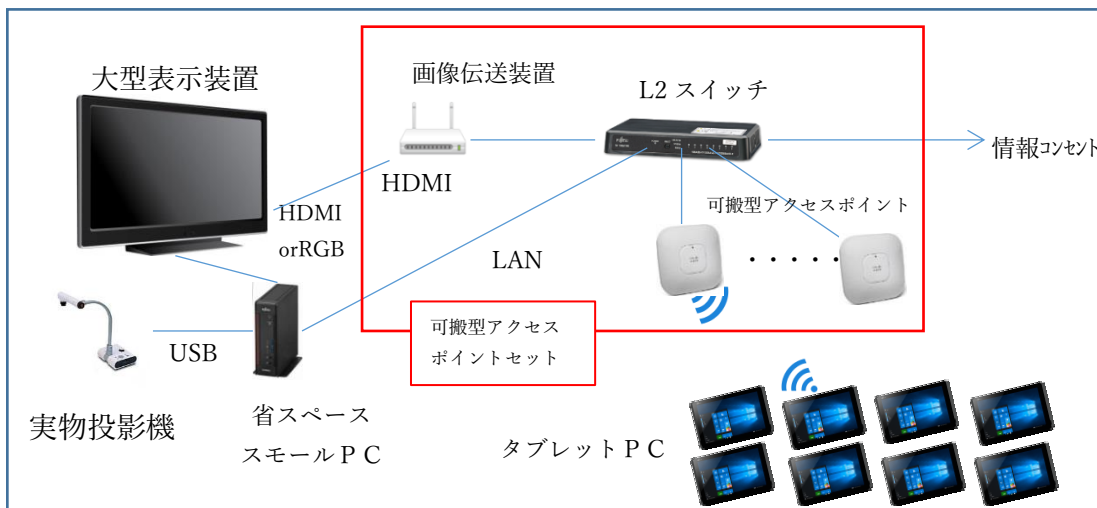 大型表示装置
画像伝送装置
L2 スイッチ
情報コンセント
HDMI
HDMI
orRGB
可搬型アクセスポイント
LAN
・・・・・
可搬型アクセス
ポイントセット
USB
実物投影機
省スペース
スモールＰＣ
タブレットＰＣ